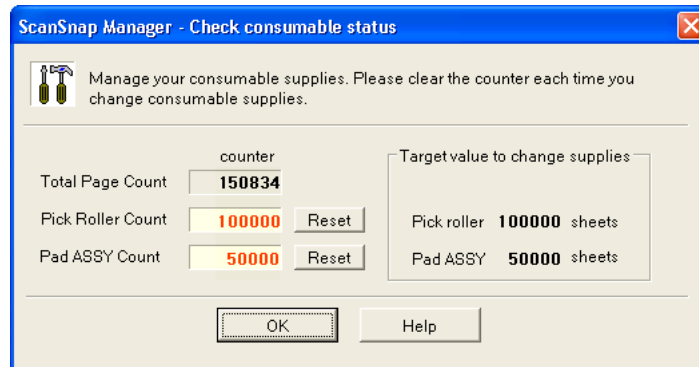 ScanSnap Manager - Check consumable status
Manage your consumable supplies. Please clear the counter each time you
change consumable supplies.
counter
Target value to change supplies
Total Page Count 150834
Pick Roller Count 100000 Reset
Pick roller 100000 sheets
Pad ASSY Count 50000 Reset
Pad ASSY 50000 sheets
OK Help